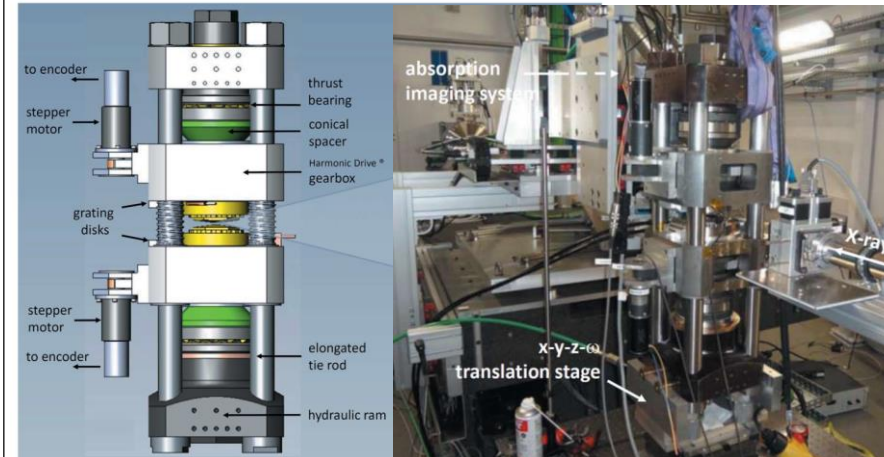 to encoder
stepper
motor
grating
disks
stepper
motor
to encoder
thrust
bearing
conical
spacer
Harmonic Drive ®
gearbox
elongated
tie rod
hydraulic ram
absorption
imaging system
X-ray
x-y-z-ω
translation stage